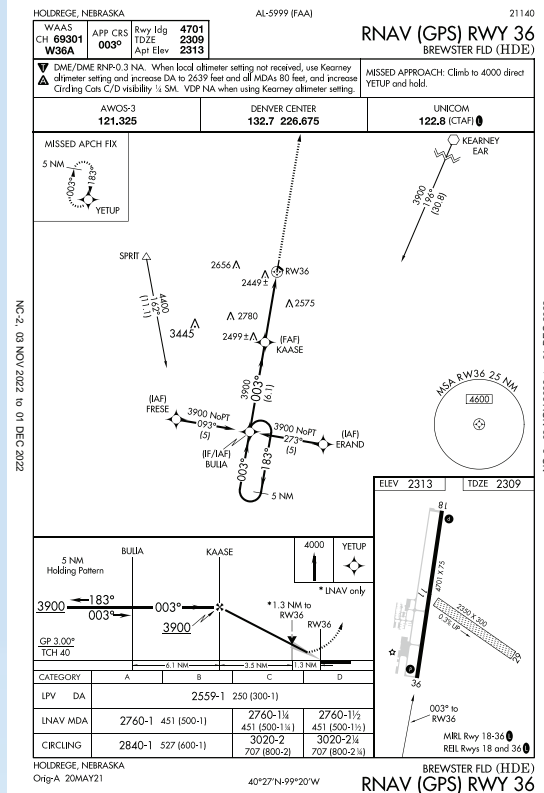 HOLDREGE, NEBRASKA
AL-5999 (FAA)
21140
WAAS
CH 69301
W36A
APP CRS
003°
Rwy Idg 4701
TDZE 2309
Apt Elev 2313
RNAV (GPS) RWY 36
BREWSTER FLD (HDE)
T
A
DME/DME RNP-0.3 NA. When local altimeter setting not received, use Kearney
altimeter setting and increase DA to 2639 feet and all MDAs 80 feet, and increase
Circling Cats C/D visibility ¼ SM. VDP NA when using Kearney altimeter setting.
MISSED APPROACH: Climb to 4000 direct
YETUP and hold.
AWOS-3
121.325
DENVER CENTER
132.7 226.675
UNICOM
122.8 (CTAF) L
MISSED APCH FIX
5 NM
003°
183°
YETUP
KEARNEY
EAR
3900
196°
(30.8)
SPRIT
4400
162°
(11.1)
2656
2449±
RW36
2575
2780
3445
2499±
(FAF)
KAASE
3900
003°
(6.1)
(IAF)
FRESE
3900 NoPT
093°
(5)
3900 NoPT
273°
(5)
(IAF)
ERAND
(IF/IAF)
BULIA
003°
183°
5 NM
MSA RW36 25 NM
4600
NC-2, 03 NOV 2022 to 01 DEC 2022
ELEV 2313
TDZE 2309
18
P
4701 X 75
2350 X 300
0.3% UP
11
29
P
36
003° to
RW36
MIRL Rwy 18-36 L
REIL Rwys 18 and 36 L
5 NM
Holding Pattern
BULIA
KAASE
4000
YETUP
* LNAV only
3900
183°
003°
003°
3900
*1.3 NM to
RW36
RW36
GP 3.00°
TCH 40
6.1 NM
3.5 NM
1.3 NM
CATEGORY A B C D
LPV DA 2559-1 250 (300-1)
LNAV MDA 2760-1 451 (500-1) 2760-1¼ 451 (500-1¼) 2760-1½ 451 (500-1½)
CIRCLING 2840-1 527 (600-1) 3020-2 707 (800-2) 3020-2¼ 707 (800-2¼)
HOLDREGE, NEBRASKA
Orig-A 20MAY21
40°27'N-99°20'W
BREWSTER FLD (HDE)
RNAV (GPS) RWY 36